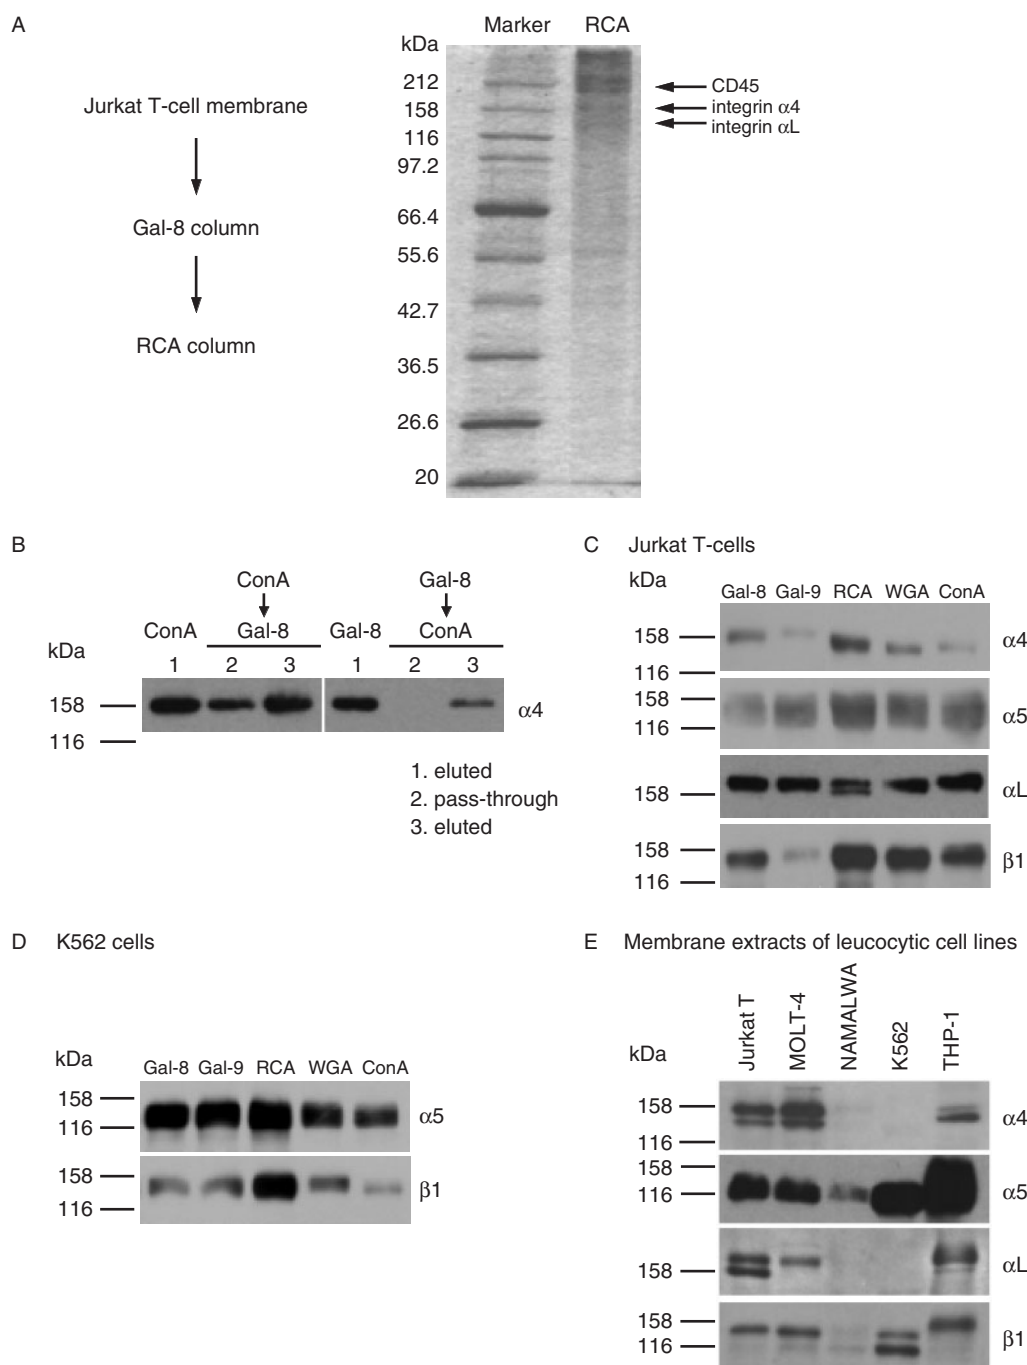 A
Marker RCA
kDa
212
158
116
97.2
66.4
55.6
42.7
36.5
26.6
20
CD45
integrin α4
integrin αL
Jurkat T-cell membrane
Gal-8 column
RCA column
B
ConA Gal-8
ConA Gal-8 Gal-8 ConA
kDa
1 2 3 1 2 3
158
116
α4
1. eluted
2. pass-through
3. eluted
C Jurkat T-cells
kDa
Gal-8 Gal-9 RCA WGA ConA
158
116
α4
158
116
α5
158
αL
158
116
β1
D K562 cells
kDa
Gal-8 Gal-9 RCA WGA ConA
158
116
α5
158
116
β1
E Membrane extracts of leucocytic cell lines
kDa
Jurkat T
MOLT-4
NAMALWA
K562
THP-1
158
116
α4
158
116
α5
158
αL
158
116
β1